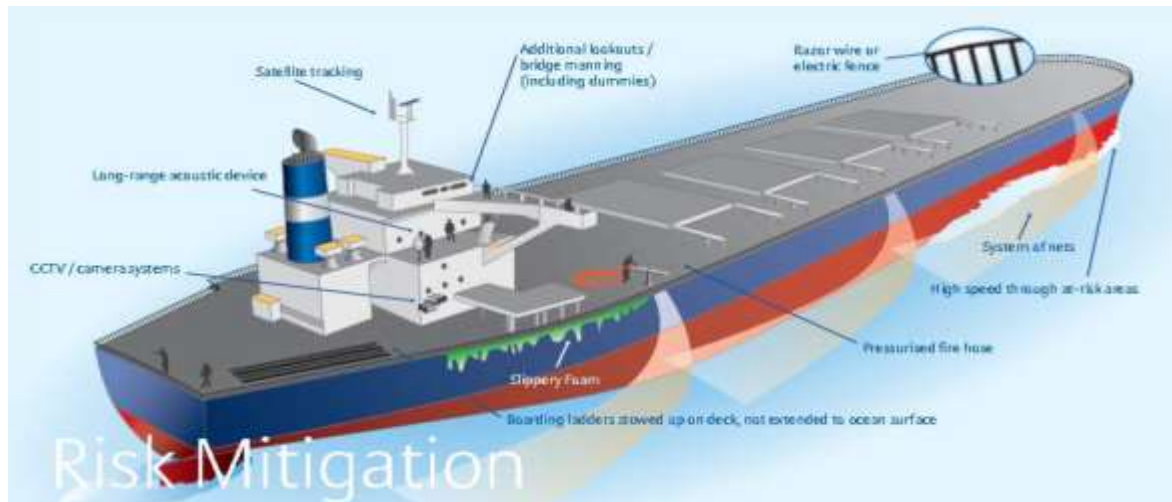 Additional lookouts /
bridge manning
(including dummies)
Razor wire or
electric fence
Satellite tracking
Long-range acoustic device
CCTV / camera systems
System of nets
High speed through at-risk areas
Pressurised fire hose
Slippery Foam
Boarding ladders stowed up on deck, not extended to ocean surface
Risk Mitigation